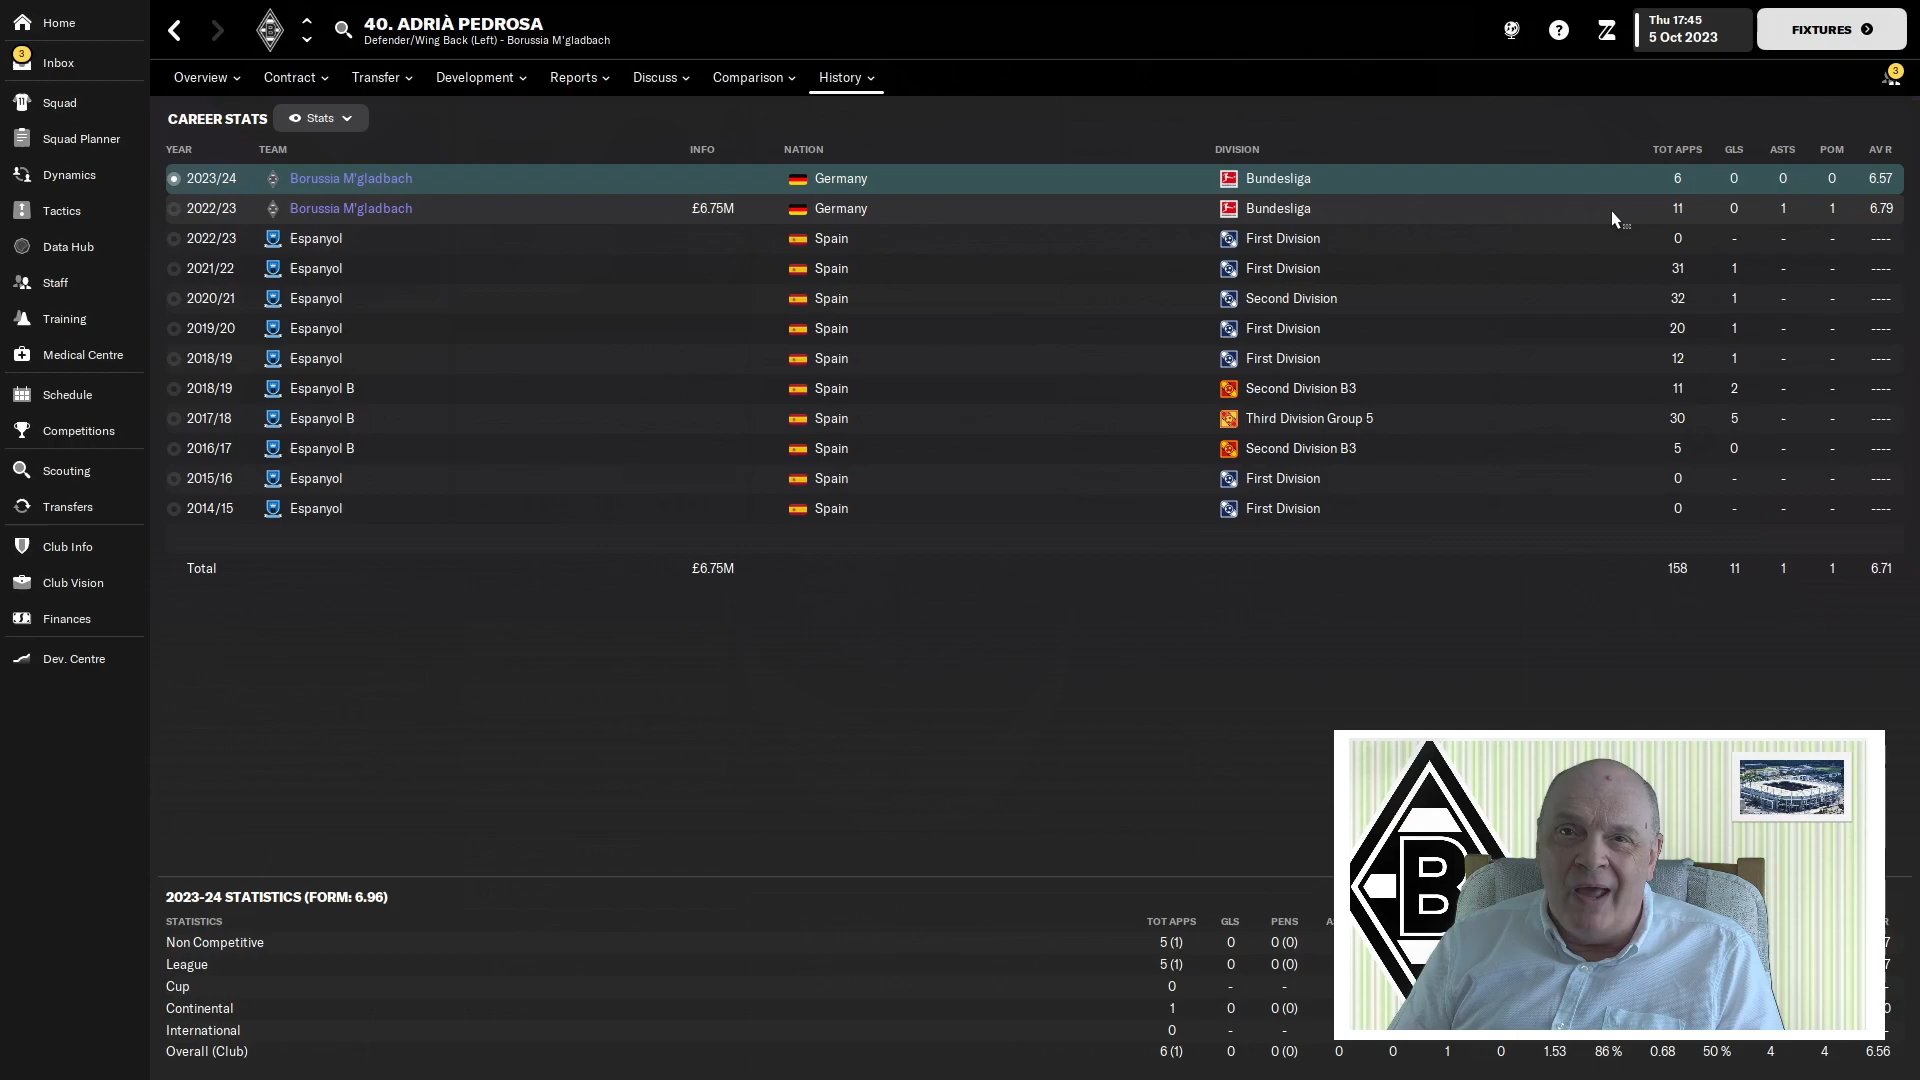 Home
40. ADRIÀ PEDROSA
Defender/Wing Back (Left) - Borussia M'gladbach
Thu 17:45
5 Oct 2023
FIXTURES
3
Inbox
Overview Contract Transfer Development Reports Discuss Comparison History 3
Squad
Squad Planner
Dynamics
Tactics
Data Hub
Staff
Training
Medical Centre
Schedule
Competitions
Scouting
Transfers
Club Info
Club Vision
Finances
Dev. Centre
CAREER STATS Stats
YEAR TEAM INFO NATION DIVISION TOT APPS GLS ASTS POM AV R
2023/24 Borussia M'gladbach Germany Bundesliga 6 0 0 0 6.57
2022/23 Borussia M'gladbach £6.75M Germany Bundesliga 11 0 1 1 6.79
2022/23 Espanyol Spain First Division 0 - - - ----
2021/22 Espanyol Spain First Division 31 1 - - ----
2020/21 Espanyol Spain Second Division 32 1 - - ----
2019/20 Espanyol Spain First Division 20 1 - - ----
2018/19 Espanyol Spain First Division 12 1 - - ----
2018/19 Espanyol B Spain Second Division B3 11 2 - - ----
2017/18 Espanyol B Spain Third Division Group 5 30 5 - - ----
2016/17 Espanyol B Spain Second Division B3 5 0 - - ----
2015/16 Espanyol Spain First Division 0 - - - ----
2014/15 Espanyol Spain First Division 0 - - - ----
Total £6.75M 158 11 1 1 6.71
2023-24 STATISTICS (FORM: 6.96)
STATISTICS TOT APPS GLS PENS
Non Competitive 5 (1) 0 0 (0)
League 5 (1) 0 0 (0)
Cup 0 - -
Continental 1 0 0 (0)
International 0 - -
Overall (Club) 6 (1) 0 0 (0) 0 0 1 0 1.53 86 % 0.68 50 % 4 4 6.56
B